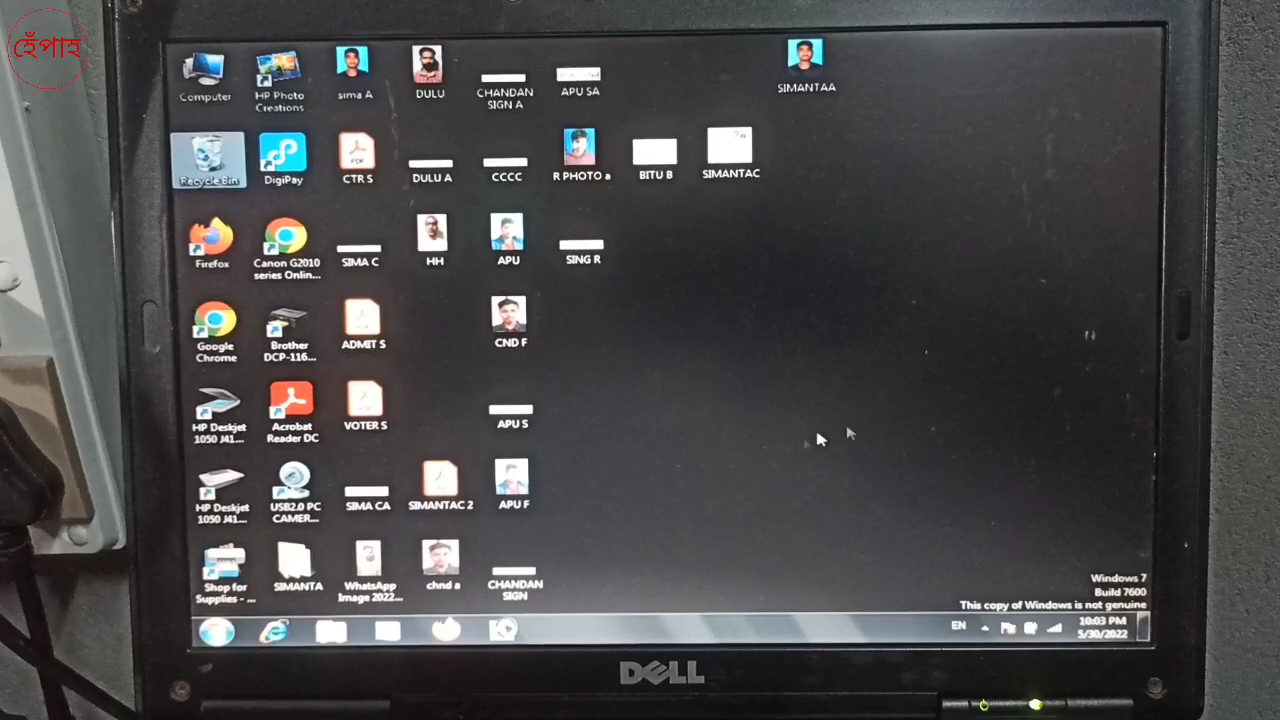 হেঁপাহ
Computer
HP Photo
Creations
sima A
DULU
CHANDAN
SIGN A
APU SA
SIMANTAA
Recycle Bin
DigiPay
PDF
CTR S
DULU A
CCCC
R PHOTO a
BITU B
SIMANTAC
Firefox
Canon G2010
series Onlin...
SIMA C
HH
APU
SING R
Google
Chrome
Brother
DCP-116...
ADMIT S
CND F
HP Deskjet
1050 J41...
Acrobat
Reader DC
VOTER S
APU S
HP Deskjet
1050 J41...
USB2.0 PC
CAMER...
SIMA CA
SIMANTAC 2
APU F
Shop for
Supplies - ...
SIMANTA
WhatsApp
Image 2022...
chnd a
CHANDAN
SIGN
Windows 7
Build 7600
This copy of Windows is not genuine
EN
10:03 PM
5/30/2022
DELL